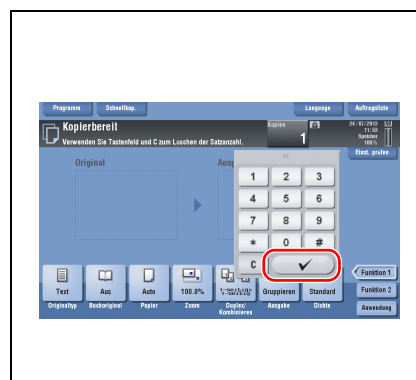 Programm Schnellkop. Language Auftragsliste
Kopierbereit
Kopien
1
24/07/2013
11:53
Speicher
100%
Verwenden Sie Tastenfeld und C zum Löschen der Satzanzahl.
Einst. prüfen
Original
1 2 3
4 5 6
7 8 9
* 0 #
C
Funktion 1
Text Aus Auto 100.0% Gruppieren Standard
Funktion 2
Originaltyp Buchoriginal Papier Zoom Duplex/
Kombinieren
Ausgabe Dichte
Anwendung